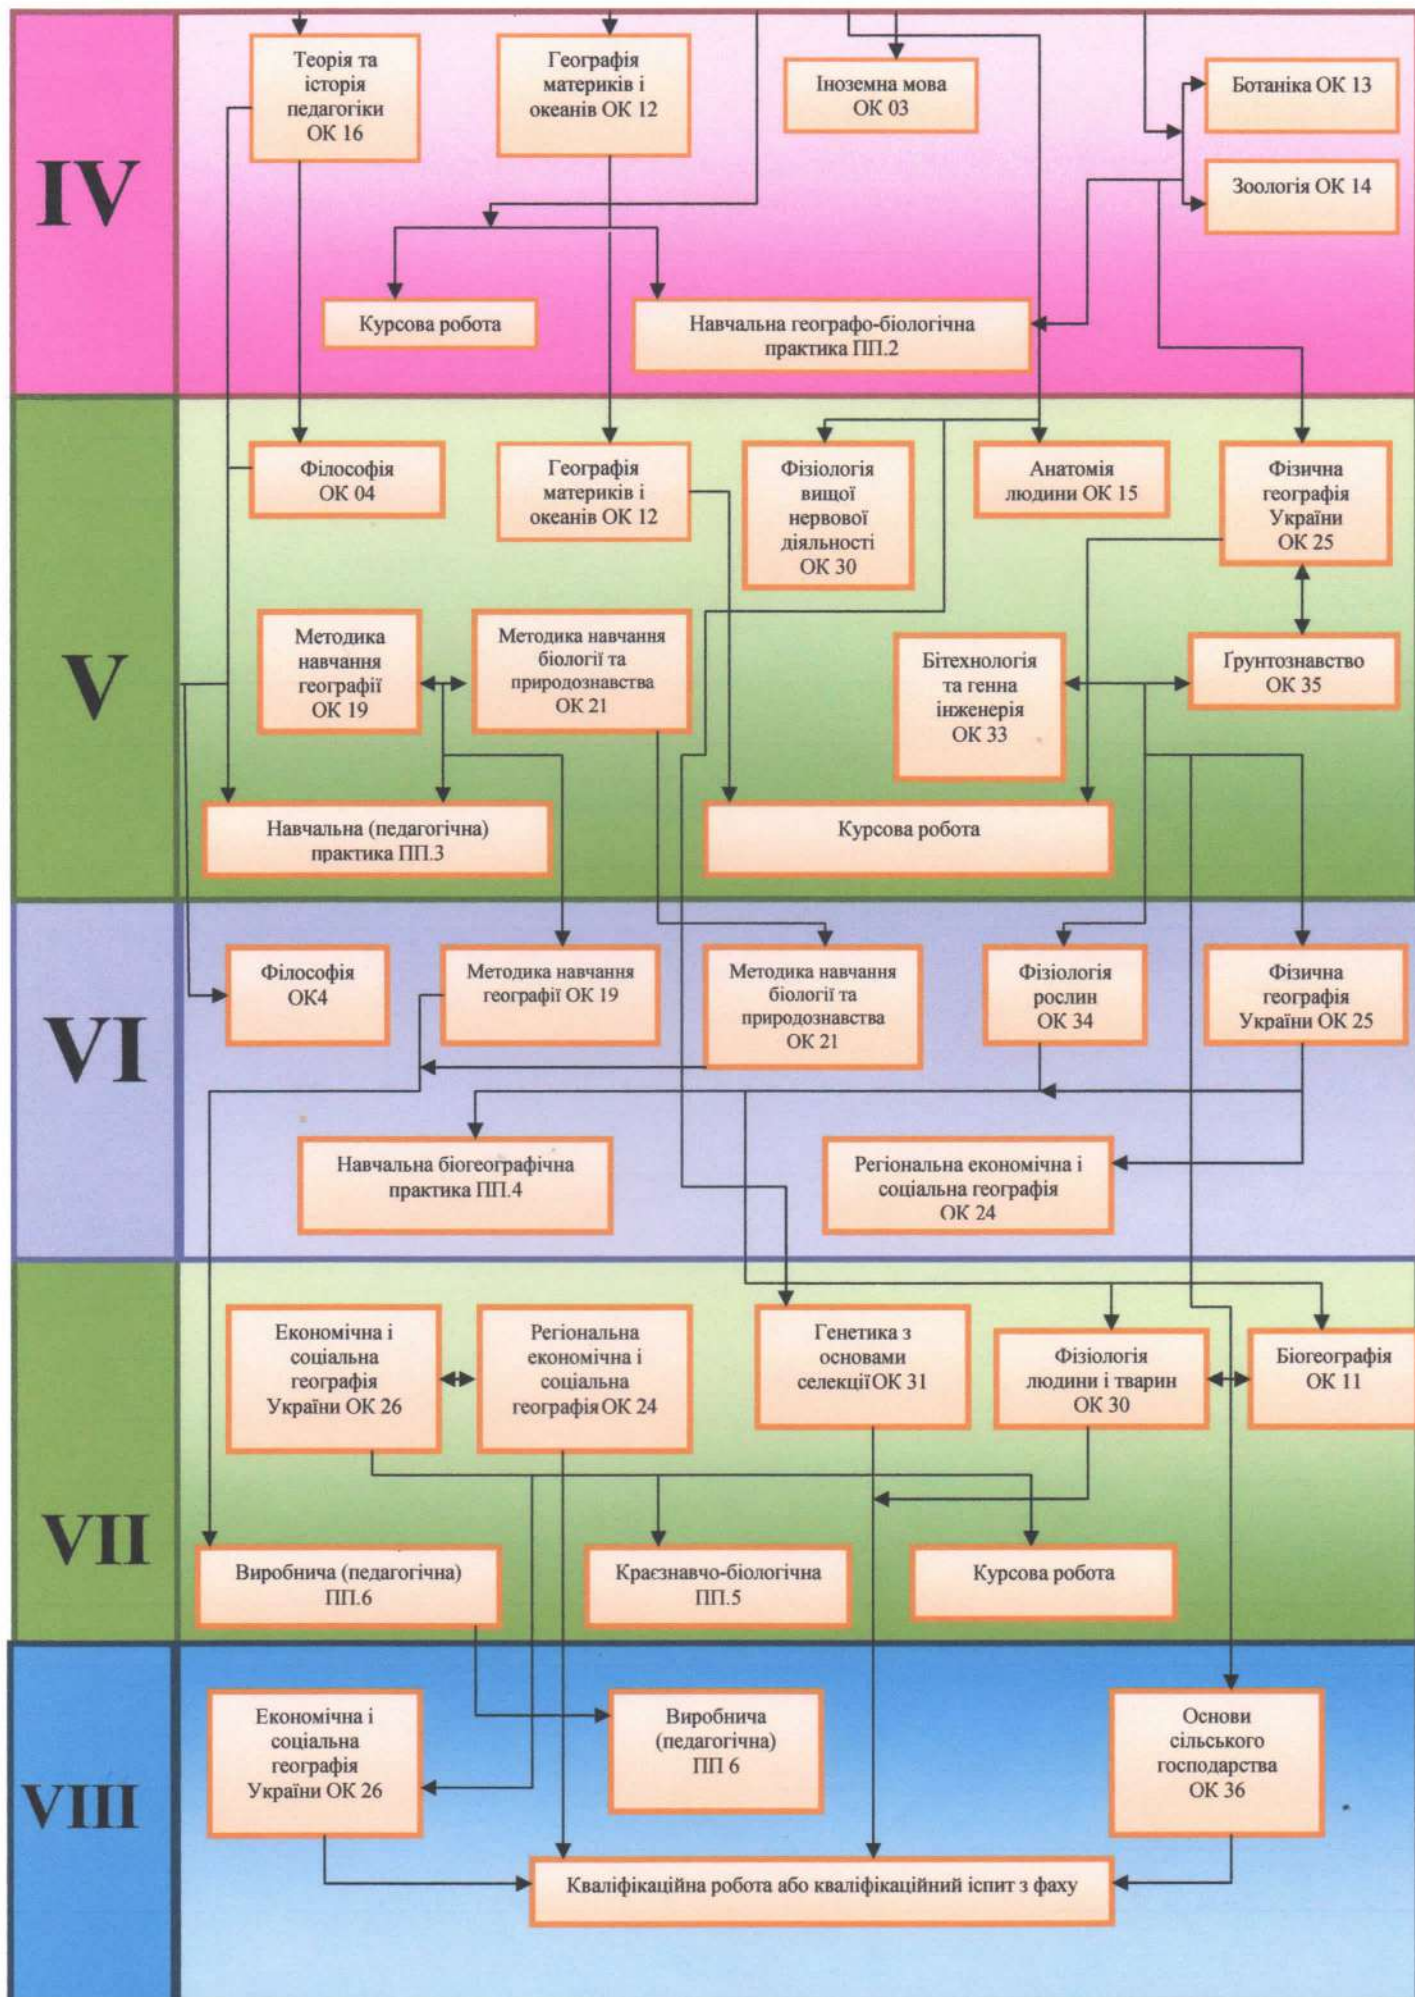 IV
Теорія та
історія
педагогіки
ОК 16
Географія
материків і
океанів ОК 12
Іноземна мова
ОК 03
Ботаніка ОК 13
Зоологія ОК 14
Курсова робота
Навчальна географо-біологічна
практика ПП.2
V
Філософія
ОК 04
Географія
материків і
океанів ОК 12
Фізіологія
вищої
нервової
діяльності
ОК 30
Анатомія
людини ОК 15
Фізична
географія
України
ОК 25
Методика
навчання
географії
ОК 19
Методика навчання
біології та
природознавства
ОК 21
Бітехнологія
та генна
інженерія
ОК 33
Ґрунтознавство
ОК 35
Навчальна (педагогічна)
практика ПП.3
Курсова робота
VI
Філософія
ОК4
Методика навчання
географії ОК 19
Методика навчання
біології та
природознавства
ОК 21
Фізіологія
рослин
ОК 34
Фізична
географія
України ОК 25
Навчальна біогеографічна
практика ПП.4
Регіональна економічна і
соціальна географія
ОК 24
VII
Економічна і
соціальна
географія
України ОК 26
Регіональна
економічна і
соціальна
географія ОК 24
Генетика з
основами
селекції ОК 31
Фізіологія
людини і тварин
ОК 30
Біогеографія
ОК 11
Виробнича (педагогічна)
ПП.6
Краєзнавчо-біологічна
ПП.5
Курсова робота
VIII
Економічна і
соціальна
географія
України ОК 26
Виробнича
(педагогічна)
ПП 6
Основи
сільського
господарства
ОК 36
Кваліфікаційна робота або кваліфікаційний іспит з фаху